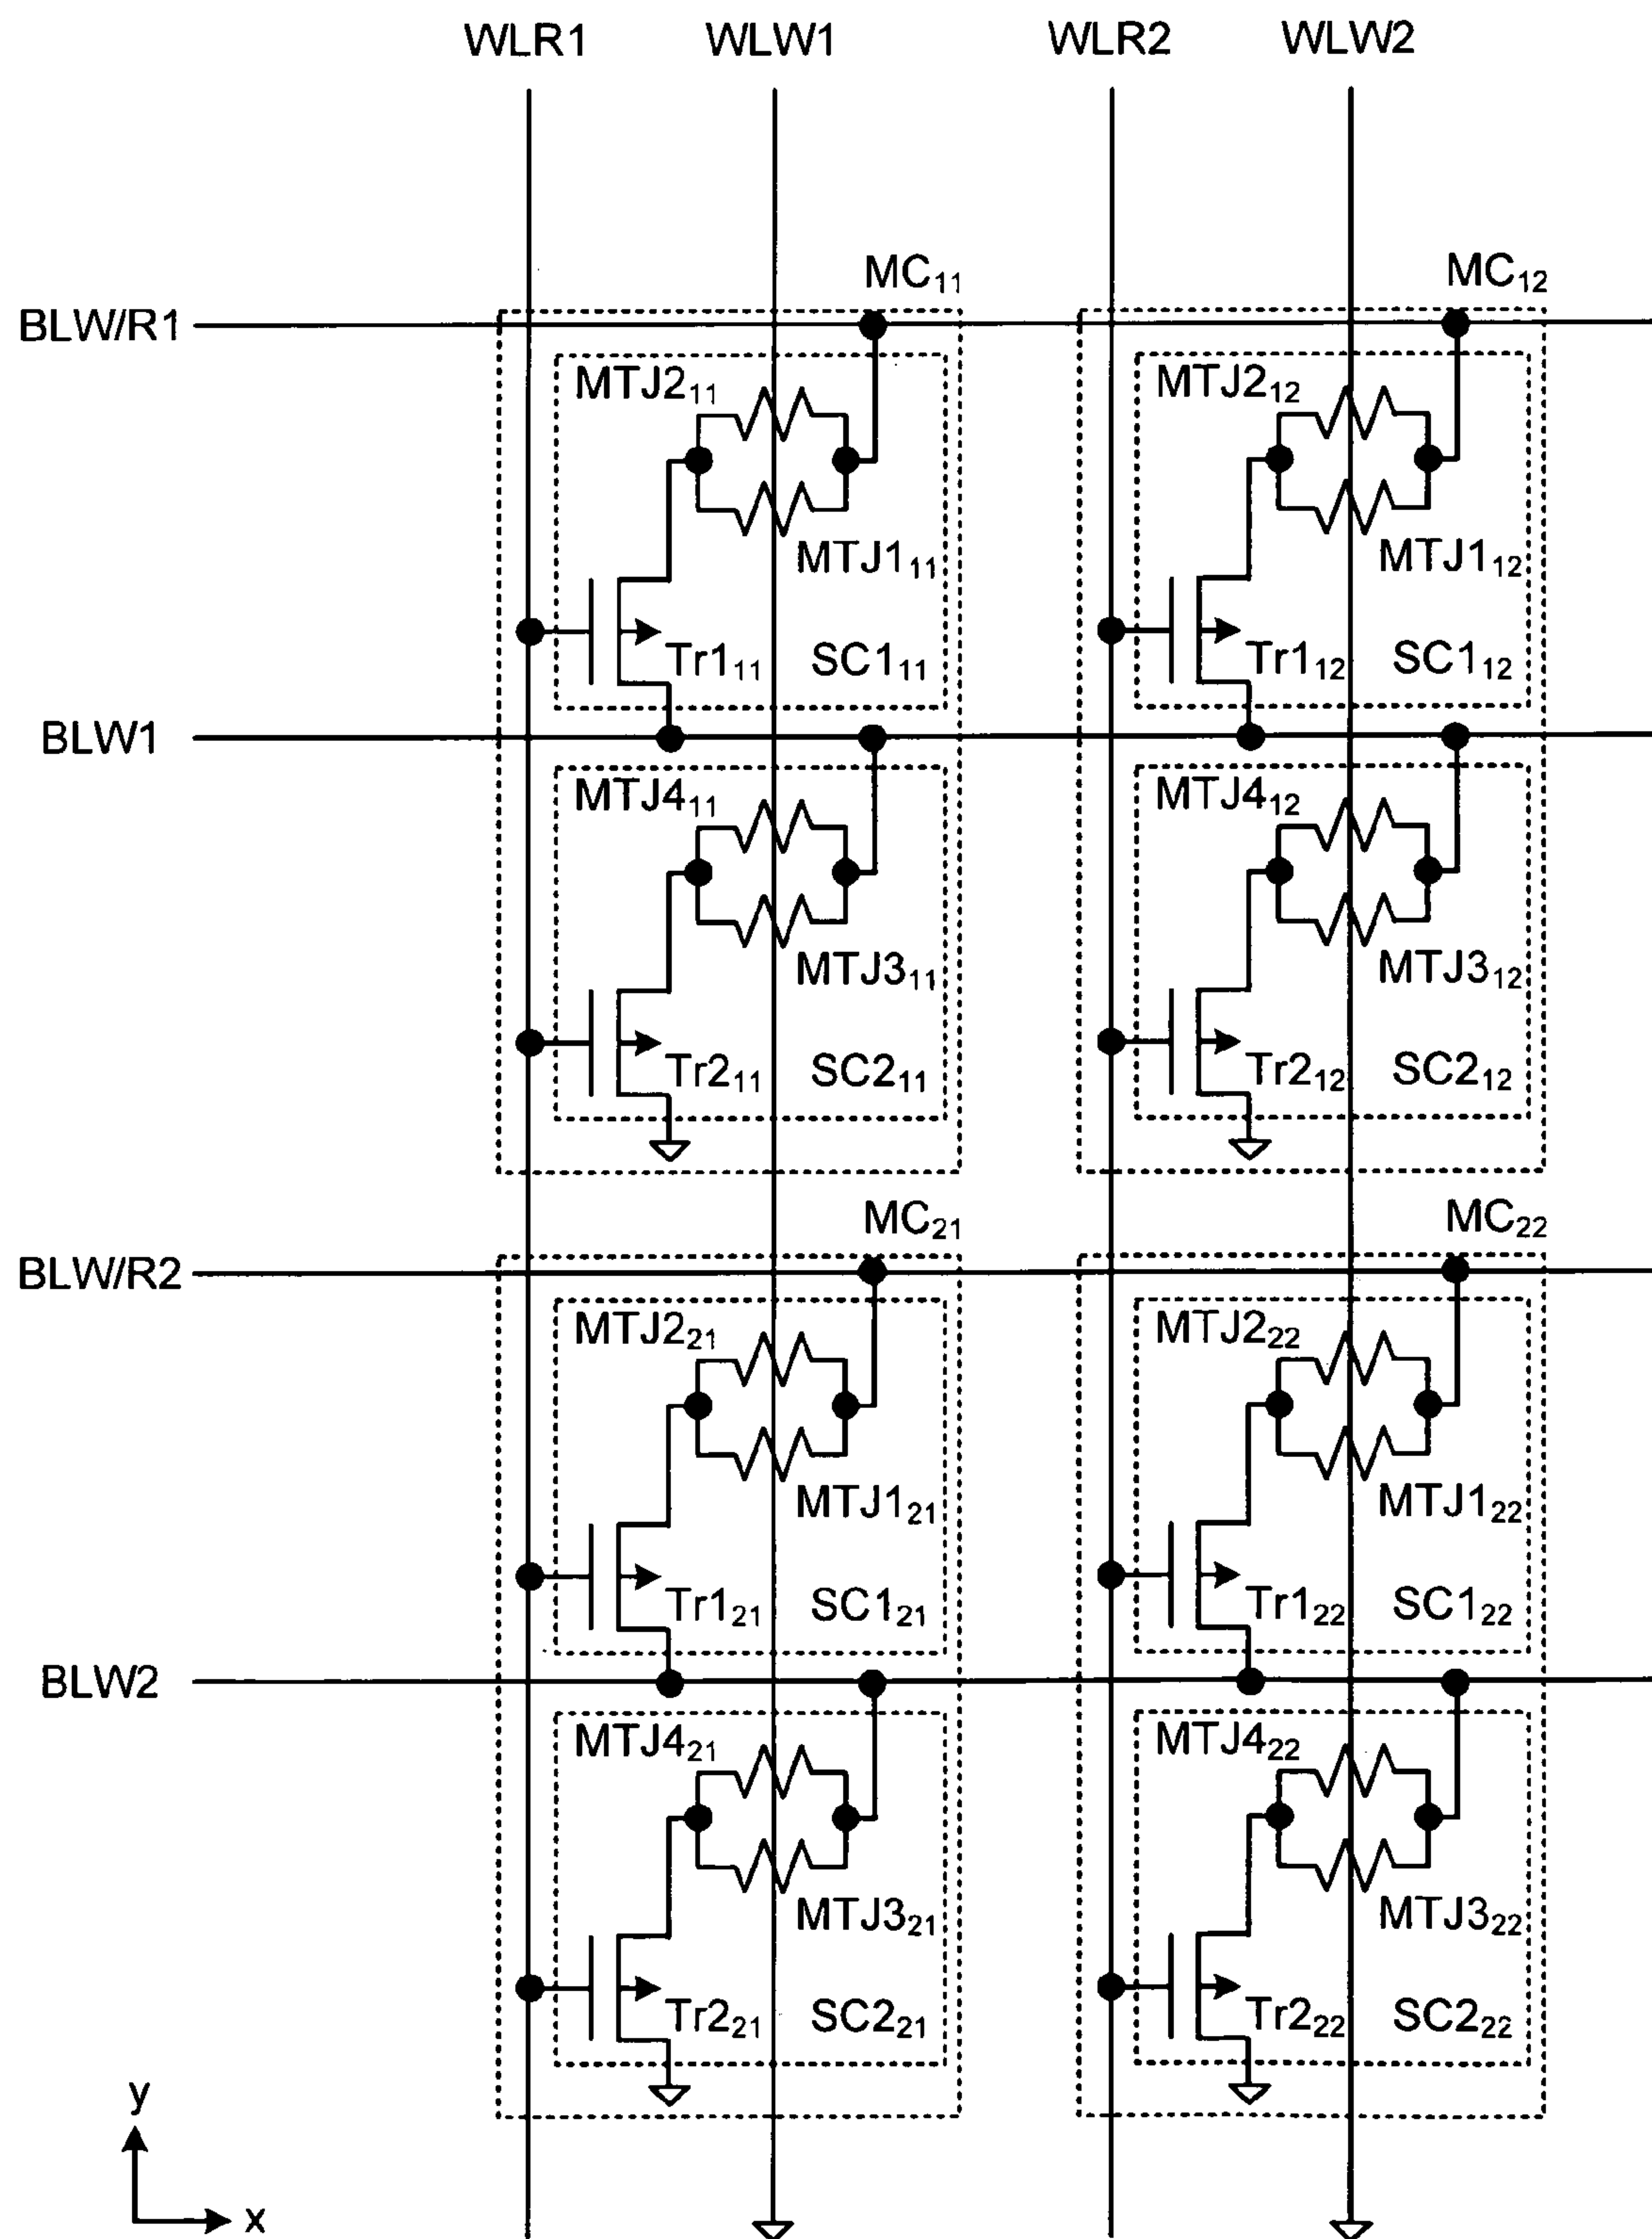 WLR1 WLW1 WLR2 WLW2
MC₁₁ MC₁₂
BLW/R1
MTJ2₁₁ MTJ2₁₂
MTJ1₁₁ MTJ1₁₂
Tr1₁₁ SC1₁₁ Tr1₁₂ SC1₁₂
BLW1
MTJ4₁₁ MTJ4₁₂
MTJ3₁₁ MTJ3₁₂
Tr2₁₁ SC2₁₁ Tr2₁₂ SC2₁₂
MC₂₁ MC₂₂
BLW/R2
MTJ2₂₁ MTJ2₂₂
MTJ1₂₁ MTJ1₂₂
Tr1₂₁ SC1₂₁ Tr1₂₂ SC1₂₂
BLW2
MTJ4₂₁ MTJ4₂₂
MTJ3₂₁ MTJ3₂₂
Tr2₂₁ SC2₂₁ Tr2₂₂ SC2₂₂
y
x